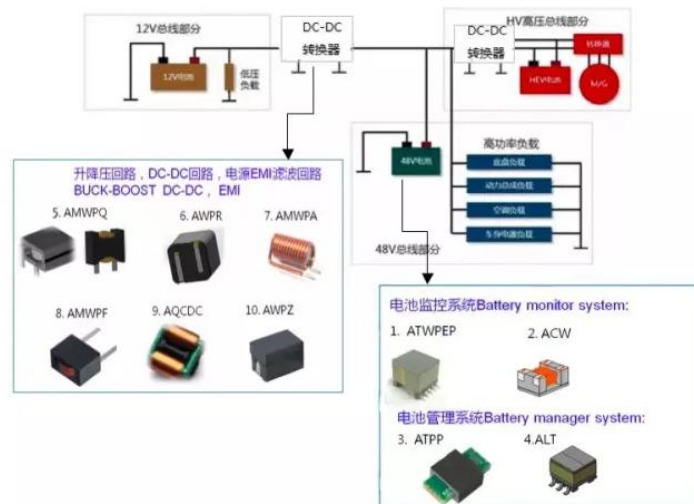 12V总线部分
DC-DC
转换器
12V电池
低压
负载
HV高压总线部分
DC-DC
转换器
转换器
HEV电池
M/G
高功率负载
48V电池
底盘负载
动力总成负载
空调负载
车身电器负载
48V总线部分
升降压回路，DC-DC回路，电源EMI滤波回路
BUCK-BOOST DC-DC，EMI
5. AMWPQ
6. AWPR
7. AMWPA
8. AMWPF
9. AQCDC
10. AWPZ
电池监控系统Battery monitor system:
1. ATWPEP
2. ACW
电池管理系统Battery manager system:
3. ATPP
4.ALT